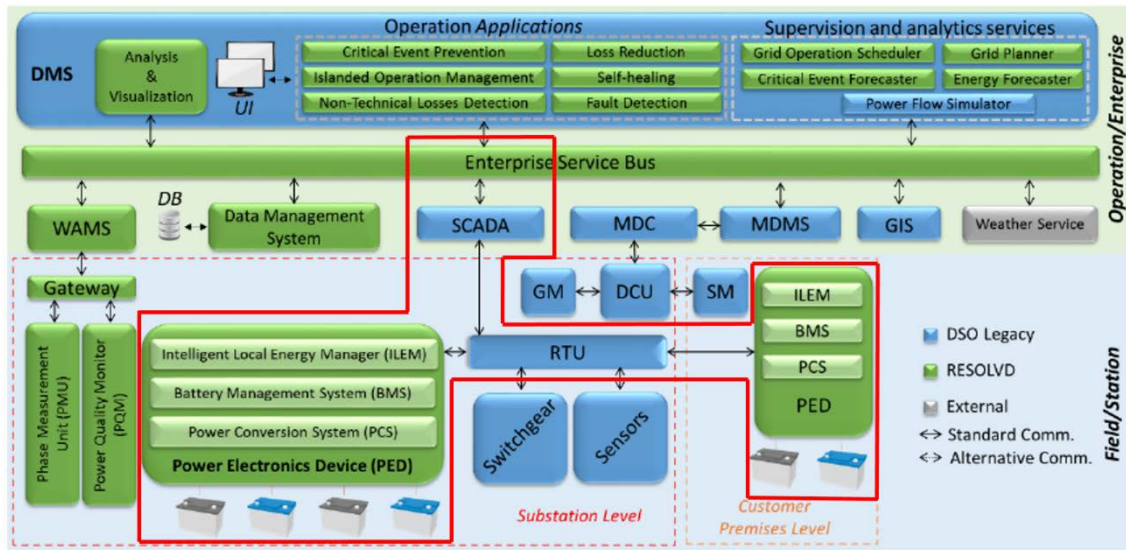 Operation Applications
Supervision and analytics services
DMS
Analysis
&
Visualization
UI
Critical Event Prevention
Loss Reduction
Islanded Operation Management
Self-healing
Non-Technical Losses Detection
Fault Detection
Grid Operation Scheduler
Grid Planner
Critical Event Forecaster
Energy Forecaster
Power Flow Simulator
Operation/Enterprise
Enterprise Service Bus
WAMS
DB
Data Management
System
SCADA
MDC
MDMS
GIS
Weather Service
Gateway
GM
DCU
SM
Phase Measurement
Unit (PMU)
Power Quality Monitor
(PQM)
Intelligent Local Energy Manager (ILEM)
Battery Management System (BMS)
Power Conversion System (PCS)
Power Electronics Device (PED)
RTU
Switchgear
Sensors
ILEM
BMS
PCS
PED
Substation Level
Customer
Premises Level
DSO Legacy
RESOLVD
External
Standard Comm.
Alternative Comm.
Field/Station